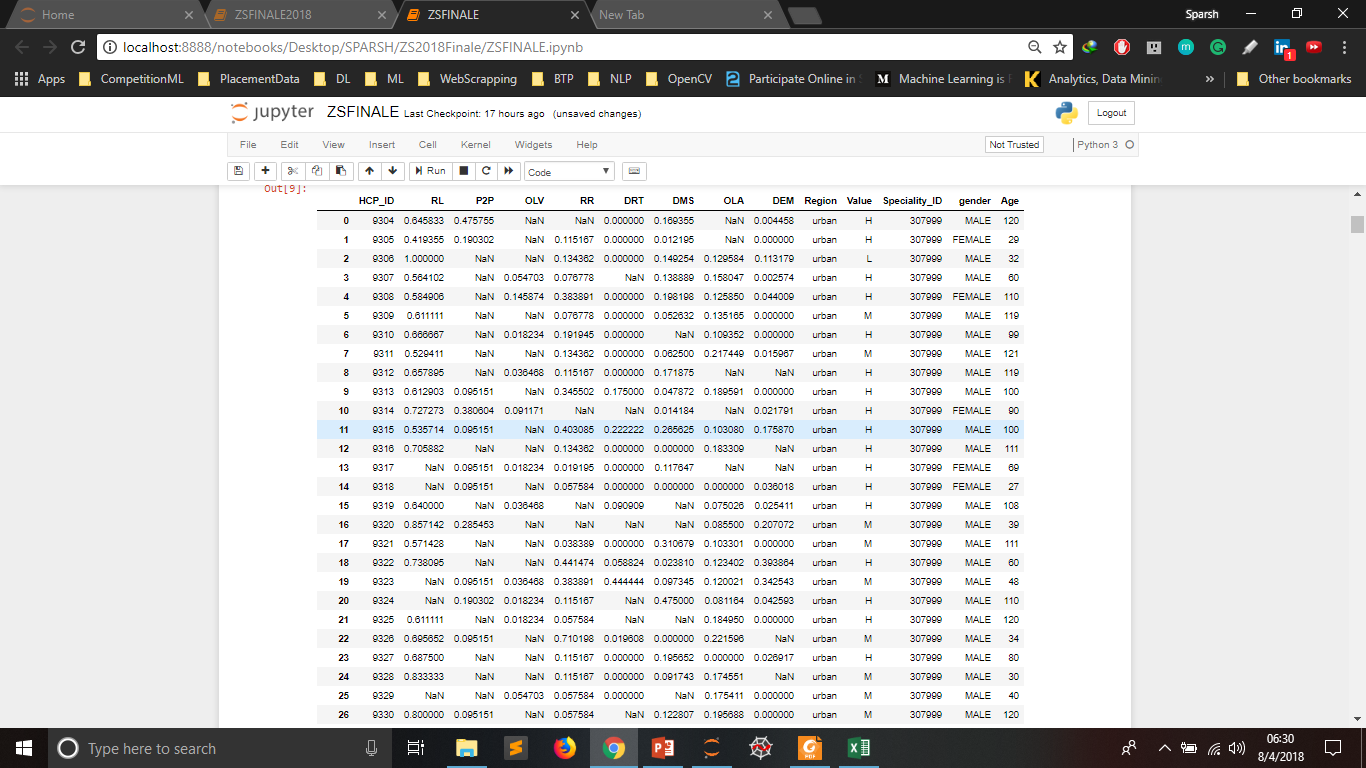 Home ZSFINALE2018 ZSFINALE New Tab Sparsh
localhost:8888/notebooks/Desktop/SPARSH/ZS2018Finale/ZSFINALE.ipynb
Apps CompetitionML PlacementData DL ML WebScrapping BTP NLP OpenCV Participate Online in Machine Learning is Analytics, Data Mining » Other bookmarks
jupyter ZSFINALE Last Checkpoint: 17 hours ago (unsaved changes) Logout
File Edit View Insert Cell Kernel Widgets Help Not Trusted Python 3
Run Code
Out[9]:
HCP_ID RL P2P OLV RR DRT DMS OLA DEM Region Value Speciality_ID gender Age
0 9304 0.645833 0.475755 NaN NaN 0.000000 0.169355 NaN 0.004458 urban H 307999 MALE 120
1 9305 0.419355 0.190302 NaN 0.115167 0.000000 0.012195 NaN 0.000000 urban H 307999 FEMALE 29
2 9306 1.000000 NaN NaN 0.134362 0.000000 0.149254 0.129584 0.113179 urban L 307999 MALE 32
3 9307 0.564102 NaN 0.054703 0.076778 NaN 0.138889 0.158047 0.002574 urban H 307999 MALE 60
4 9308 0.584906 NaN 0.145874 0.383891 0.000000 0.198198 0.125850 0.044009 urban H 307999 FEMALE 110
5 9309 0.611111 NaN NaN 0.076778 0.000000 0.052632 0.135165 0.000000 urban M 307999 MALE 119
6 9310 0.666667 NaN 0.018234 0.191945 0.000000 NaN 0.109352 0.000000 urban H 307999 MALE 99
7 9311 0.529411 NaN NaN 0.134362 0.000000 0.062500 0.217449 0.015967 urban M 307999 MALE 121
8 9312 0.657895 NaN 0.036468 0.115167 0.000000 0.171875 NaN NaN urban H 307999 MALE 119
9 9313 0.612903 0.095151 NaN 0.345502 0.175000 0.047872 0.189591 0.000000 urban H 307999 MALE 100
10 9314 0.727273 0.380604 0.091171 NaN NaN 0.014184 NaN 0.021791 urban H 307999 FEMALE 90
11 9315 0.535714 0.095151 NaN 0.403085 0.222222 0.265625 0.103080 0.175870 urban H 307999 MALE 100
12 9316 0.705882 NaN NaN 0.134362 0.000000 0.000000 0.183309 NaN urban H 307999 MALE 111
13 9317 NaN 0.095151 0.018234 0.019195 0.000000 0.117647 NaN NaN urban H 307999 FEMALE 69
14 9318 NaN 0.095151 NaN 0.057584 0.000000 0.000000 0.000000 0.036018 urban H 307999 FEMALE 27
15 9319 0.640000 NaN 0.036468 NaN 0.090909 NaN 0.075026 0.025411 urban H 307999 MALE 108
16 9320 0.857142 0.285453 NaN NaN NaN NaN 0.085500 0.207072 urban M 307999 MALE 39
17 9321 0.571428 NaN NaN 0.038389 0.000000 0.310679 0.103301 0.000000 urban M 307999 MALE 111
18 9322 0.738095 NaN NaN 0.441474 0.058824 0.023810 0.123402 0.393864 urban H 307999 MALE 60
19 9323 NaN 0.095151 0.036468 0.383891 0.444444 0.097345 0.120021 0.342543 urban M 307999 MALE 48
20 9324 NaN 0.190302 0.018234 0.115167 NaN 0.475000 0.081164 0.042593 urban H 307999 MALE 110
21 9325 0.611111 NaN 0.018234 0.057584 NaN NaN 0.184950 0.000000 urban H 307999 MALE 120
22 9326 0.695652 0.095151 NaN 0.710198 0.019608 0.000000 0.221596 NaN urban M 307999 MALE 34
23 9327 0.687500 NaN NaN 0.115167 0.000000 0.195652 0.000000 0.026917 urban H 307999 MALE 80
24 9328 0.833333 NaN NaN 0.115167 0.000000 0.091743 0.174551 NaN urban M 307999 MALE 30
25 9329 NaN NaN 0.054703 0.057584 0.000000 NaN 0.175411 0.000000 urban M 307999 MALE 40
26 9330 0.800000 0.095151 NaN 0.057584 NaN 0.122807 0.195688 0.000000 urban M 307999 MALE 120
Type here to search 06:30
8/4/2018